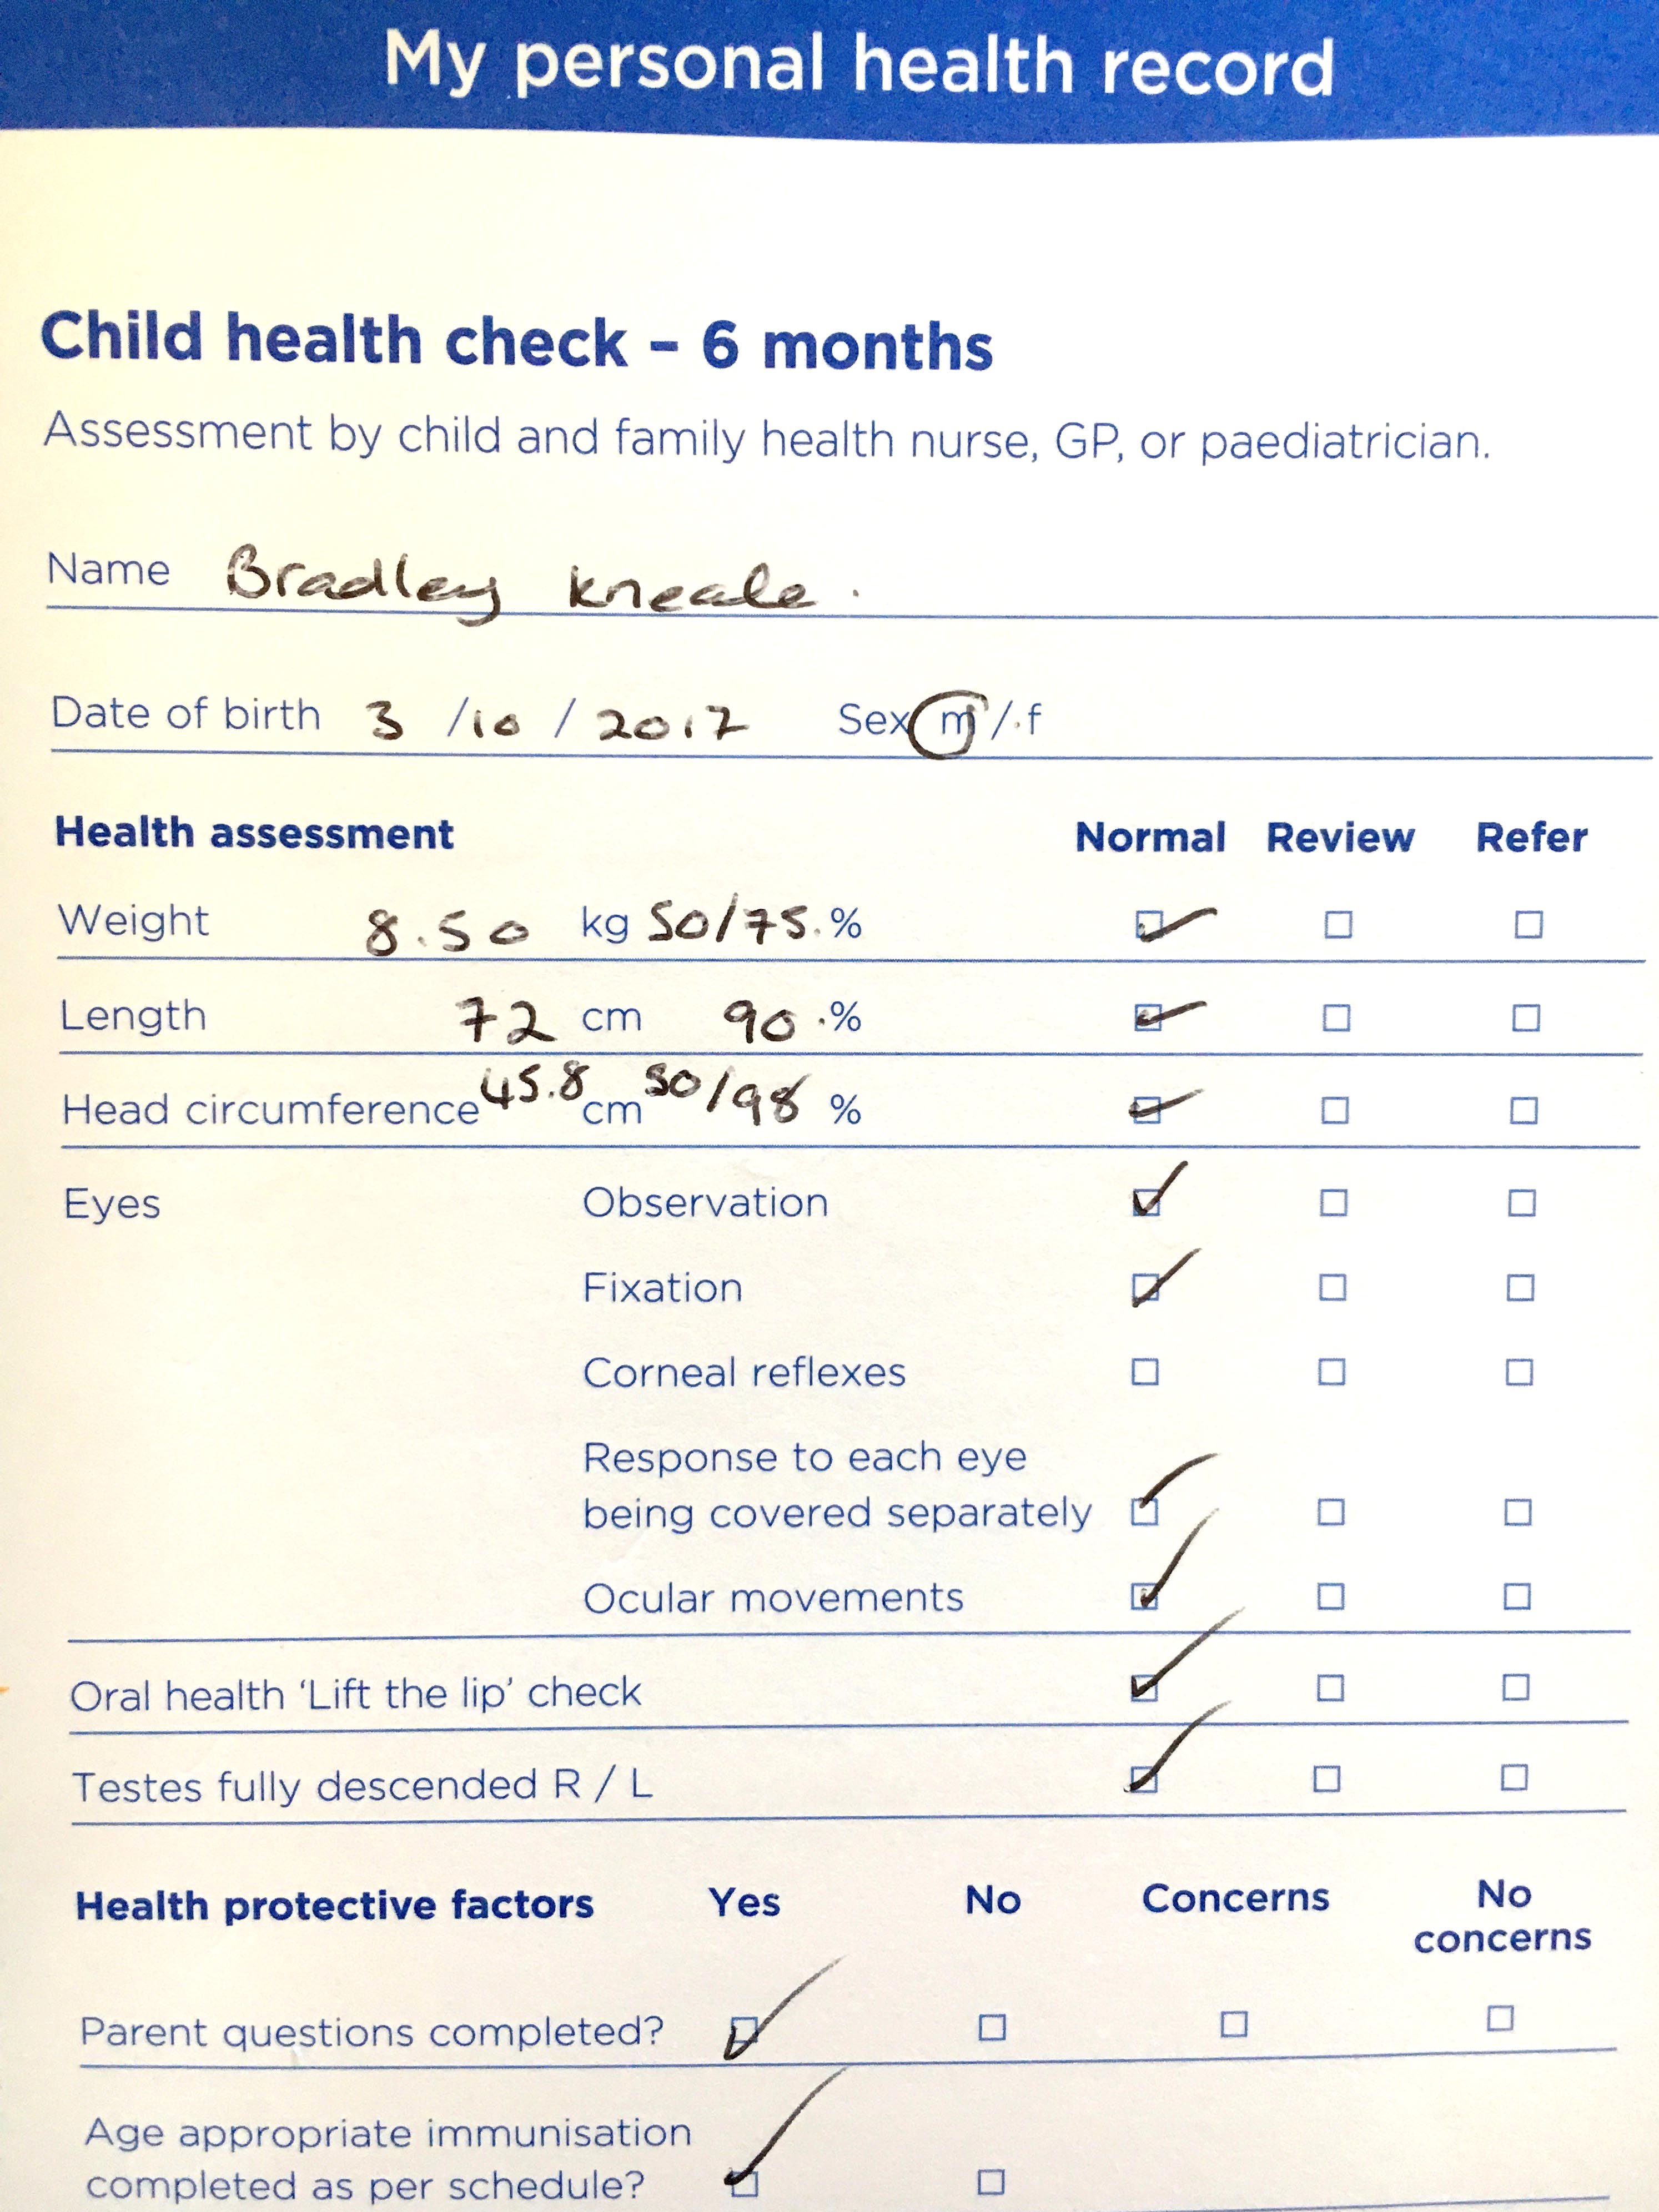 My personal health record
Child health check – 6 months
Assessment by child and family health nurse, GP, or paediatrician.
Name Bradley Kneale.
Date of birth 3 /10 / 2017 Sex m / f
Health assessment Normal Review Refer
Weight 8.50 kg 50/75.%
Length 72 cm 90.%
Head circumference 45.8 cm 50/98 %
Eyes Observation
Fixation
Corneal reflexes
Response to each eye
being covered separately
Ocular movements
Oral health ‘Lift the lip’ check
Testes fully descended R / L
Health protective factors Yes No Concerns No
concerns
Parent questions completed?
Age appropriate immunisation
completed as per schedule?